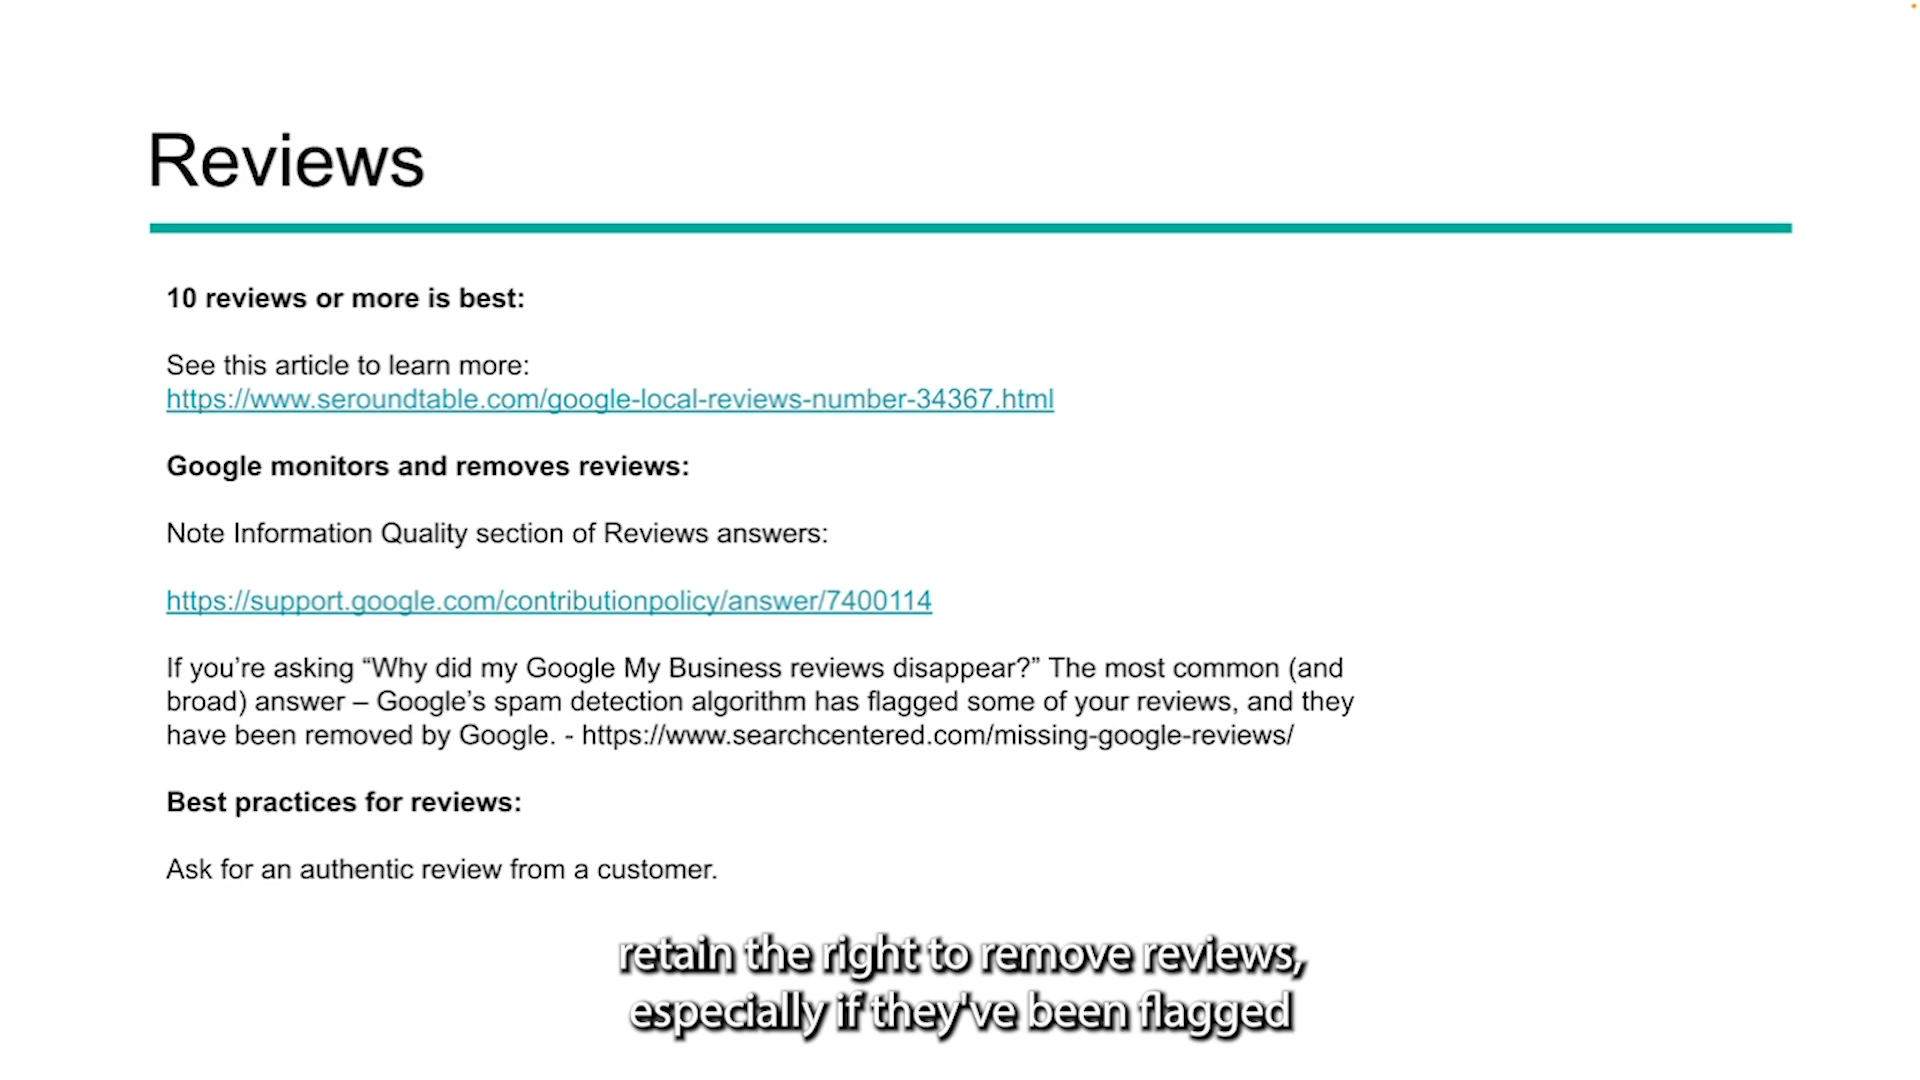 Reviews
10 reviews or more is best:
See this article to learn more:
https://www.seroundtable.com/google-local-reviews-number-34367.html
Google monitors and removes reviews:
Note Information Quality section of Reviews answers:
https://support.google.com/contributionpolicy/answer/7400114
If you’re asking “Why did my Google My Business reviews disappear?” The most common (and
broad) answer – Google’s spam detection algorithm has flagged some of your reviews, and they
have been removed by Google. - https://www.searchcentered.com/missing-google-reviews/
Best practices for reviews:
Ask for an authentic review from a customer.
retain the right to remove reviews,
especially if they've been flagged